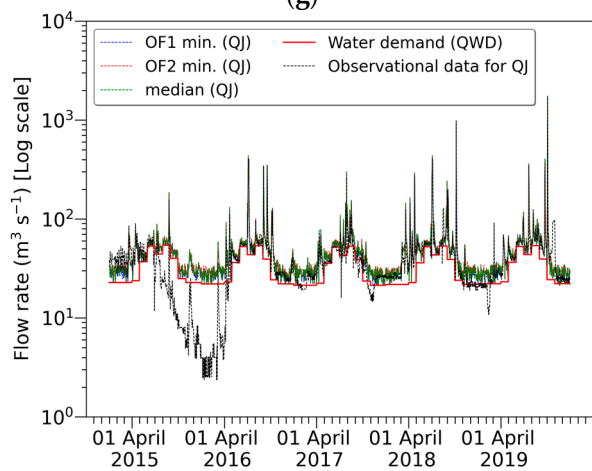 (g)
10⁴
10³
10²
10¹
10⁰
Flow rate (m³ s⁻¹) [Log scale]
OF1 min. (QJ)
OF2 min. (QJ)
median (QJ)
Water demand (QWD)
Observational data for QJ
01 April 2015
01 April 2016
01 April 2017
01 April 2018
01 April 2019